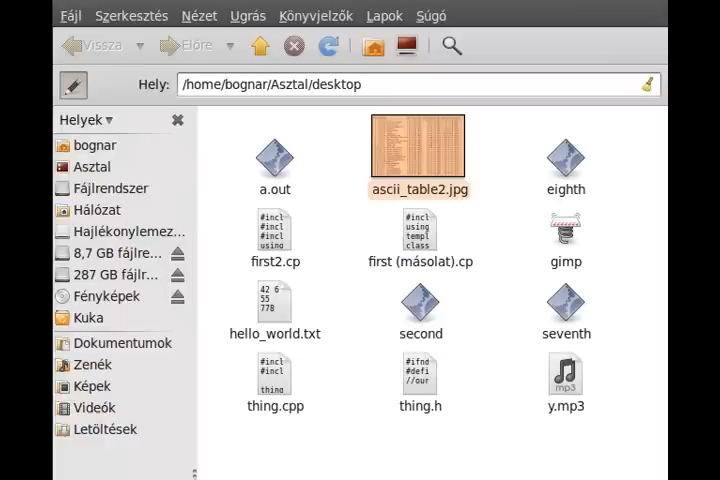 Fájl Szerkesztés Nézet Ugrás Könyvjelzők Lapok Súgó
Vissza Előre
Hely: /home/bognar/Asztal/desktop
Helyek
bognar
Asztal
Fájlrendszer
Hálózat
Hajlékonylemez...
8,7 GB fájlre...
287 GB fájlr...
Fényképek
Kuka
Dokumentumok
Zenék
Képek
Videók
Letöltések
a.out ascii_table2.jpg eighth
#incl
#incl
#incl
using
#incl
using
templ
class
first2.cp first (másolat).cp gimp
42 6
55
778
hello_world.txt second seventh
#incl
#incl
thing
#ifnd
#defi
//our
mp3
thing.cpp thing.h y.mp3